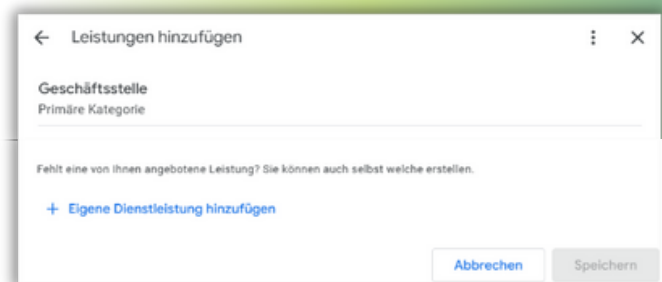 Leistungen hinzufügen
Geschäftsstelle
Primäre Kategorie
Fehlt eine von Ihnen angebotene Leistung? Sie können auch selbst welche erstellen.
+ Eigene Dienstleistung hinzufügen
Abbrechen Speichern